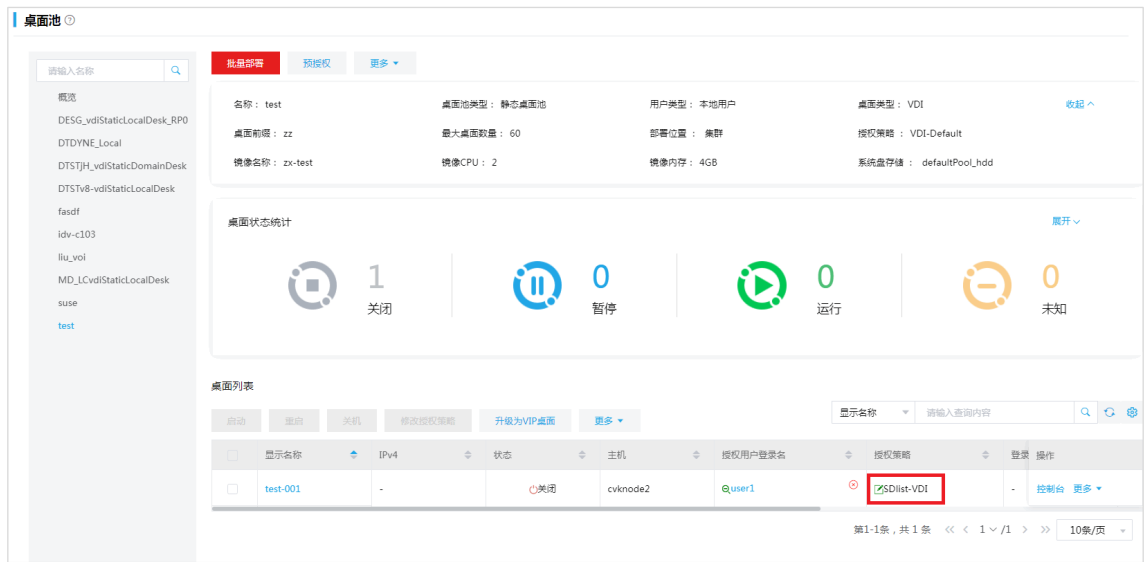 桌面池
请输入名称
概览
DESG_vdiStaticLocalDesk_RP0
DTDYNE_Local
DTSTjH_vdiStaticDomainDesk
DTSTv8-vdiStaticLocalDesk
fasdf
idv-c103
liu_voi
MD_LCvdiStaticLocalDesk
suse
test
批量部署 预授权 更多
名称： test 桌面池类型： 静态桌面池 用户类型： 本地用户 桌面类型： VDI 收起
桌面前缀： zz 最大桌面数量： 60 部署位置： 集群 授权策略： VDI-Default
镜像名称： zx-test 镜像CPU： 2 镜像内存： 4GB 系统盘存储： defaultPool_hdd
桌面状态统计 展开
1 关闭
0 暂停
0 运行
0 未知
桌面列表
启动 重启 关机 修改授权策略 升级为VIP桌面 更多 显示名称 请输入查询内容
显示名称 IPv4 状态 主机 授权用户登录名 授权策略 登录 操作
test-001 - 关闭 cvknode2 user1 SDlist-VDI - 控制台 更多
第1-1条，共 1 条 << < 1 /1 > >> 10条/页